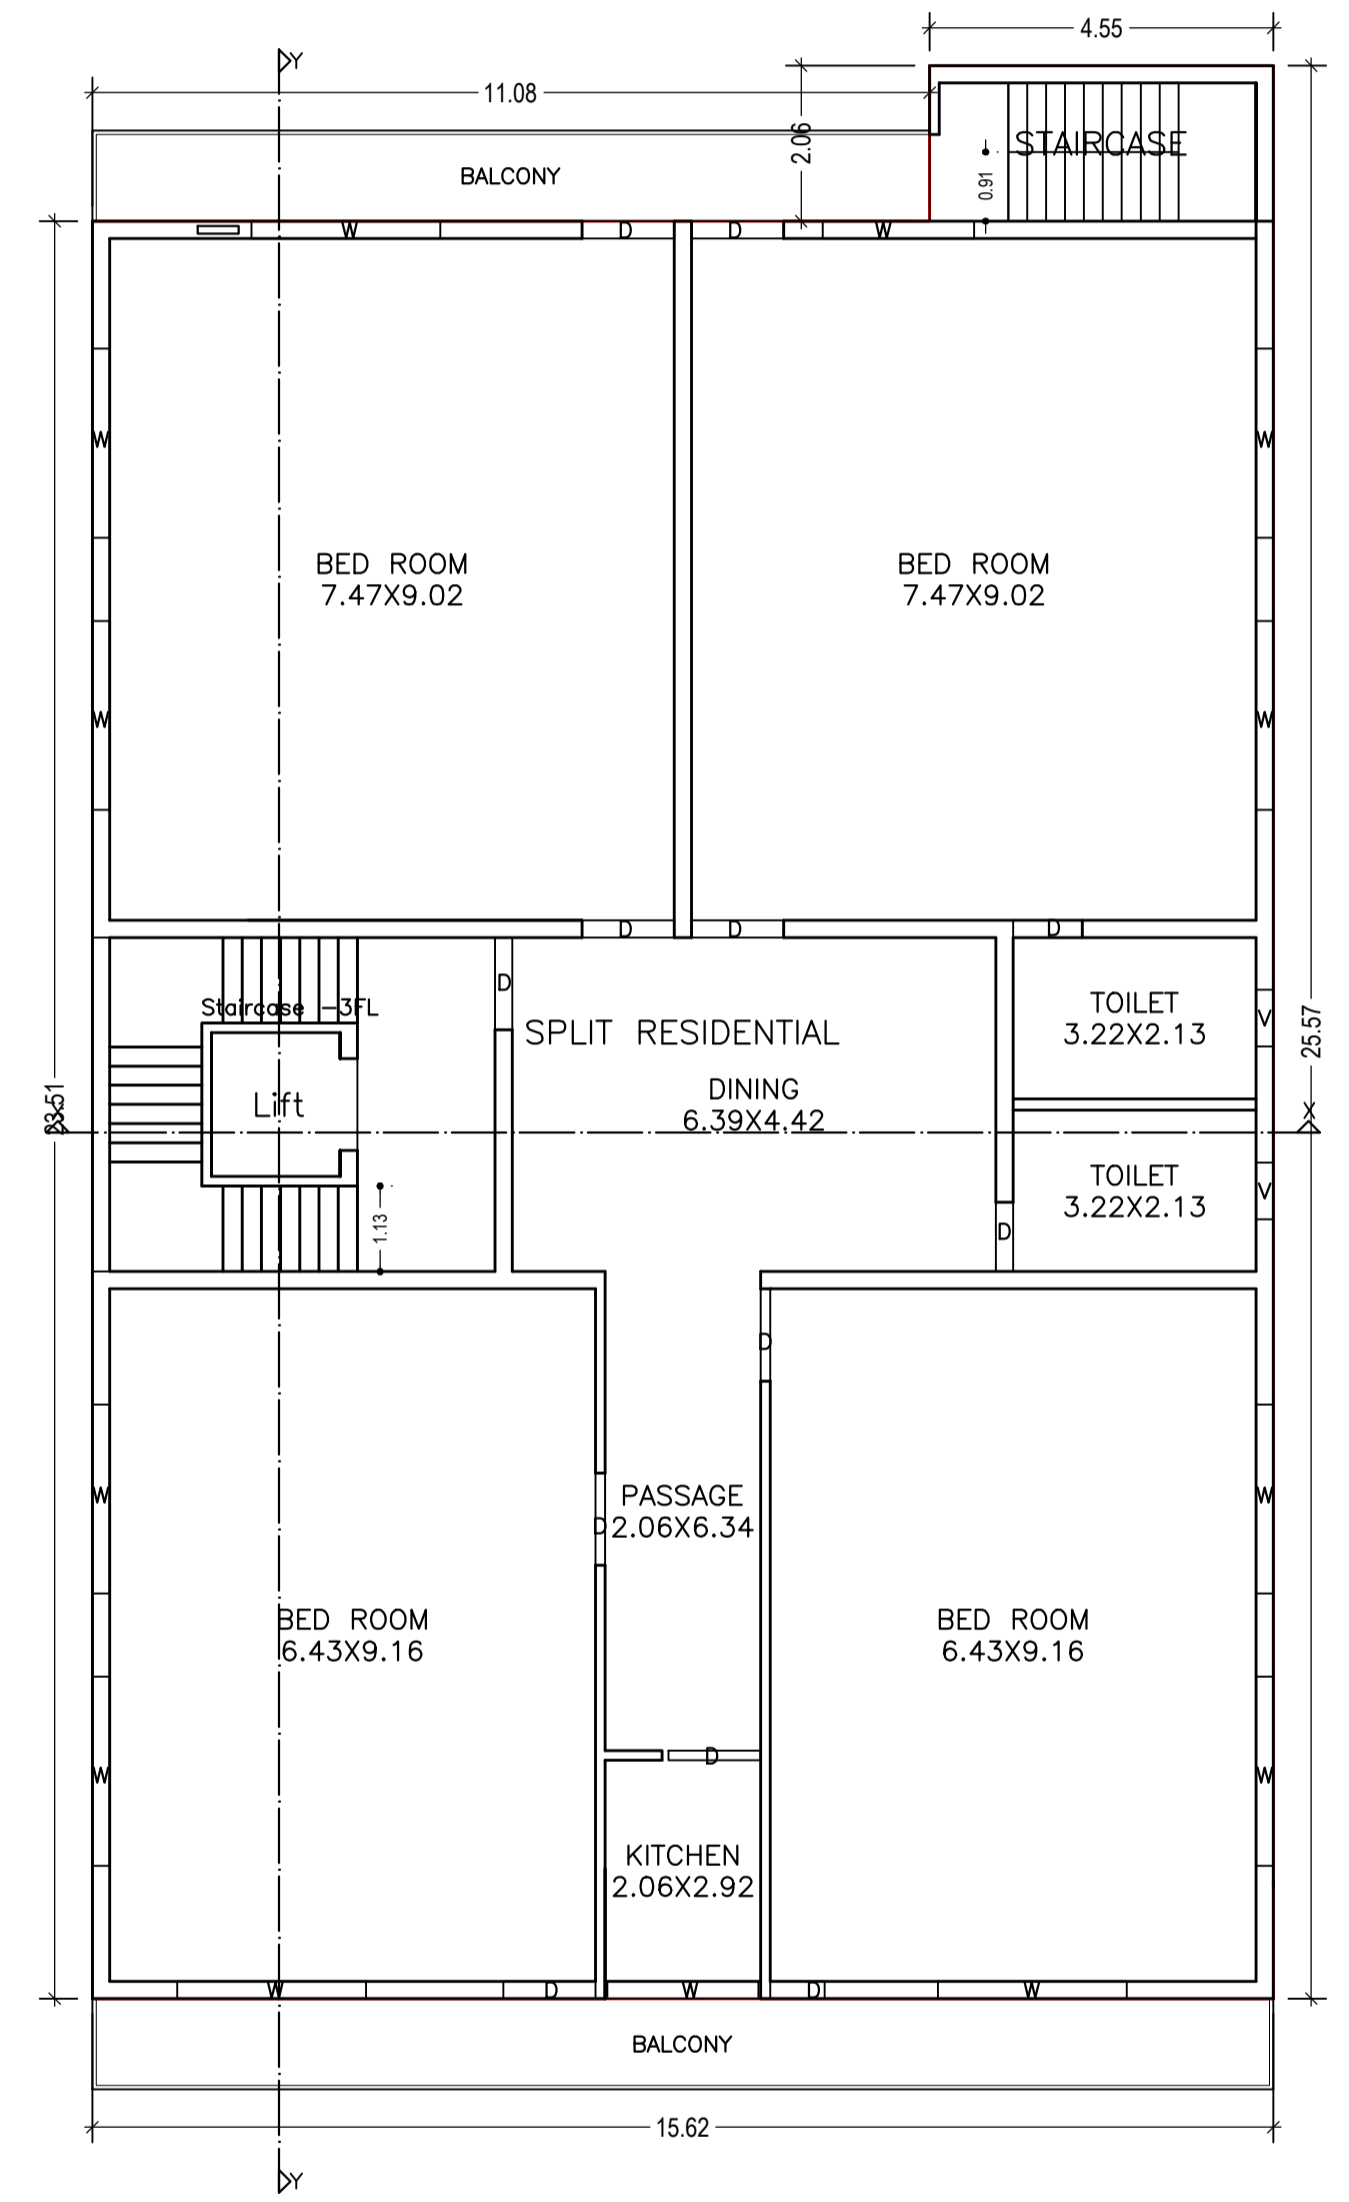 4.55
Y
11.08
2.06
STAIRCASE
0.91
BALCONY
W
D
D
W
W
W
BED ROOM
7.47X9.02
BED ROOM
7.47X9.02
W
W
D
D
D
D
Staircase -3FL
SPLIT RESIDENTIAL
TOILET
3.22X2.13
V
25.57
Lift
DINING
6.39X4.42
23.51
X
X
TOILET
3.22X2.13
V
1.13
D
D
W
PASSAGE
2.06X6.34
D
W
BED ROOM
6.43X9.16
BED ROOM
6.43X9.16
W
D
W
KITCHEN
2.06X2.92
W
D
W
D
W
BALCONY
15.62
Y